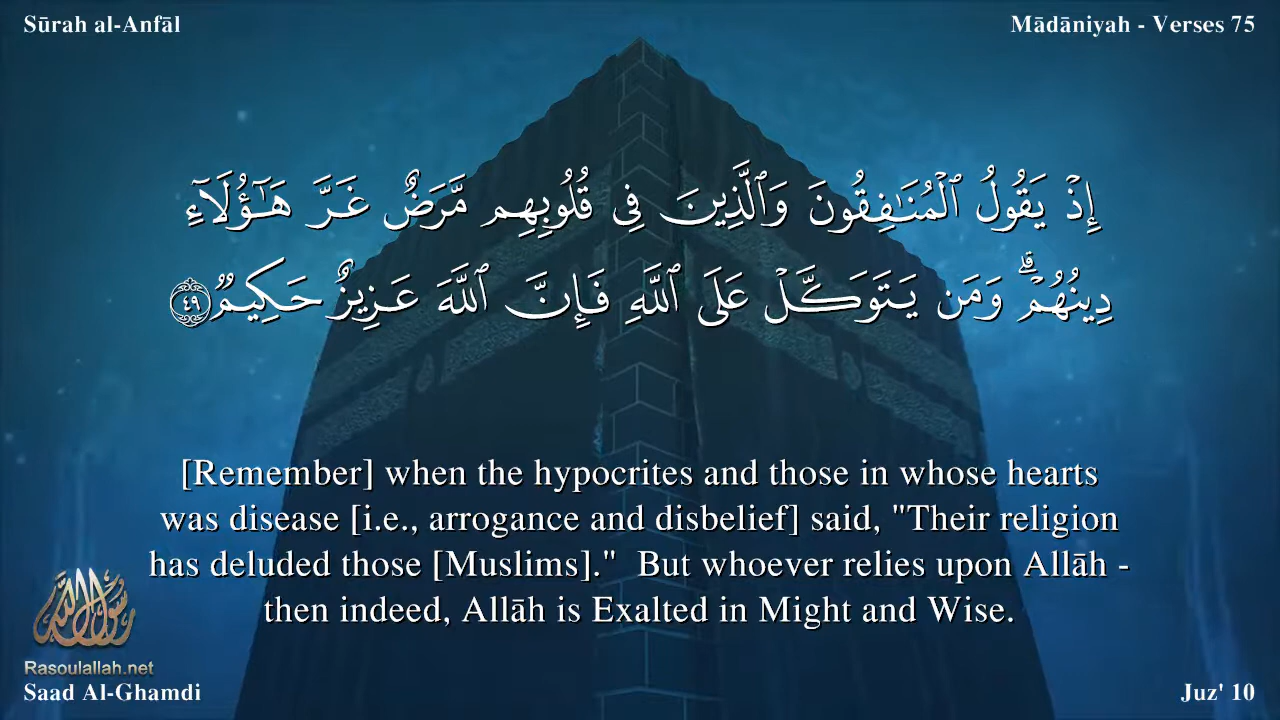 Sūrah al-Anfāl
Mādāniyah - Verses 75
إِذْ يَقُولُ ٱلْمُنَـٰفِقُونَ وَٱلَّذِينَ فِى قُلُوبِهِم مَّرَضٌ غَرَّ هَـٰٓؤُلَآءِ
دِينُهُمْ ۗ وَمَن يَتَوَكَّلْ عَلَى ٱللَّهِ فَإِنَّ ٱللَّهَ عَزِيزٌ حَكِيمٌ ٤٩
[Remember] when the hypocrites and those in whose hearts
was disease [i.e., arrogance and disbelief] said, "Their religion
has deluded those [Muslims]."  But whoever relies upon Allāh -
then indeed, Allāh is Exalted in Might and Wise.
رسول الله
Rasoulallah.net
Saad Al-Ghamdi
Juz' 10